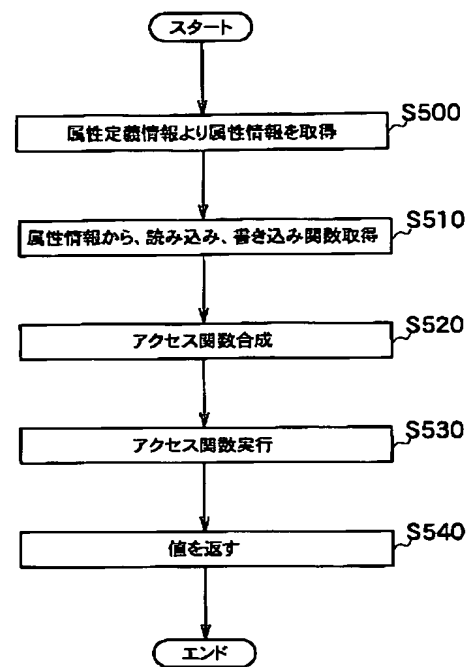 スタート
属性定義情報より属性情報を取得
S500
属性情報から、読み込み、書き込み関数取得
S510
アクセス関数合成
S520
アクセス関数実行
S530
値を返す
S540
エンド